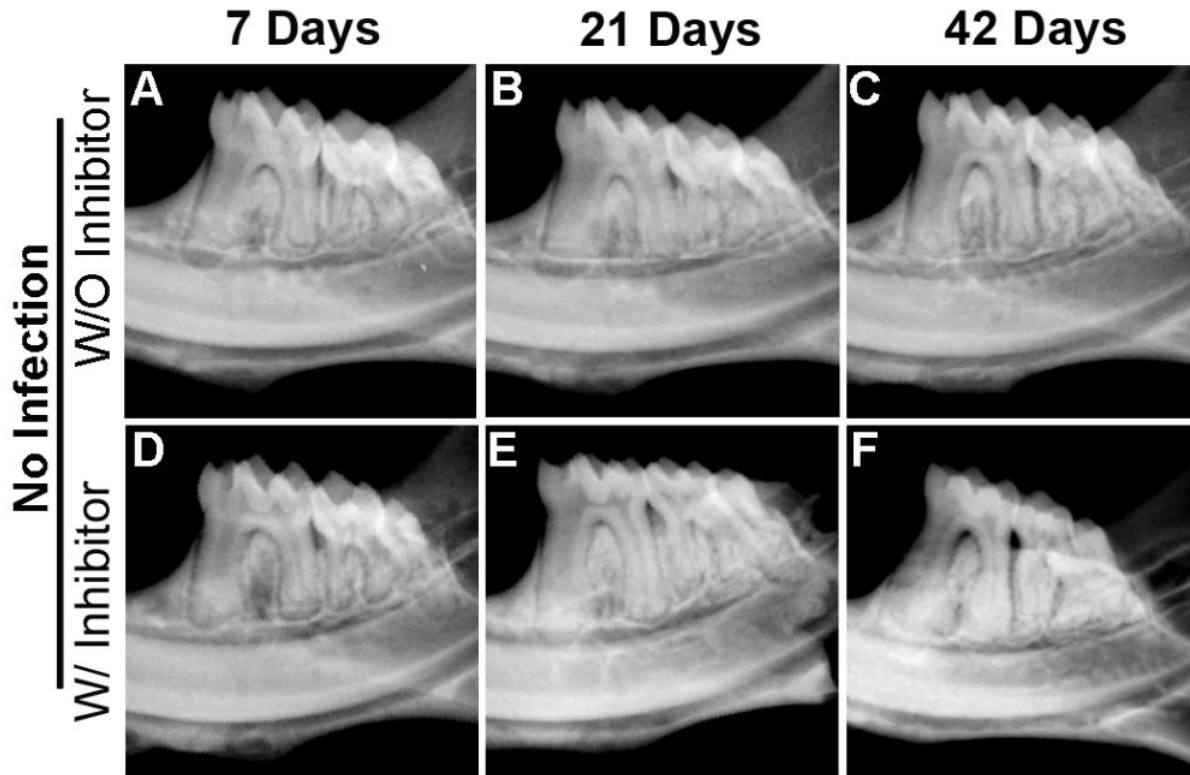 7 Days 21 Days 42 Days
No Infection
W/O Inhibitor
A B C
W/ Inhibitor
D E F